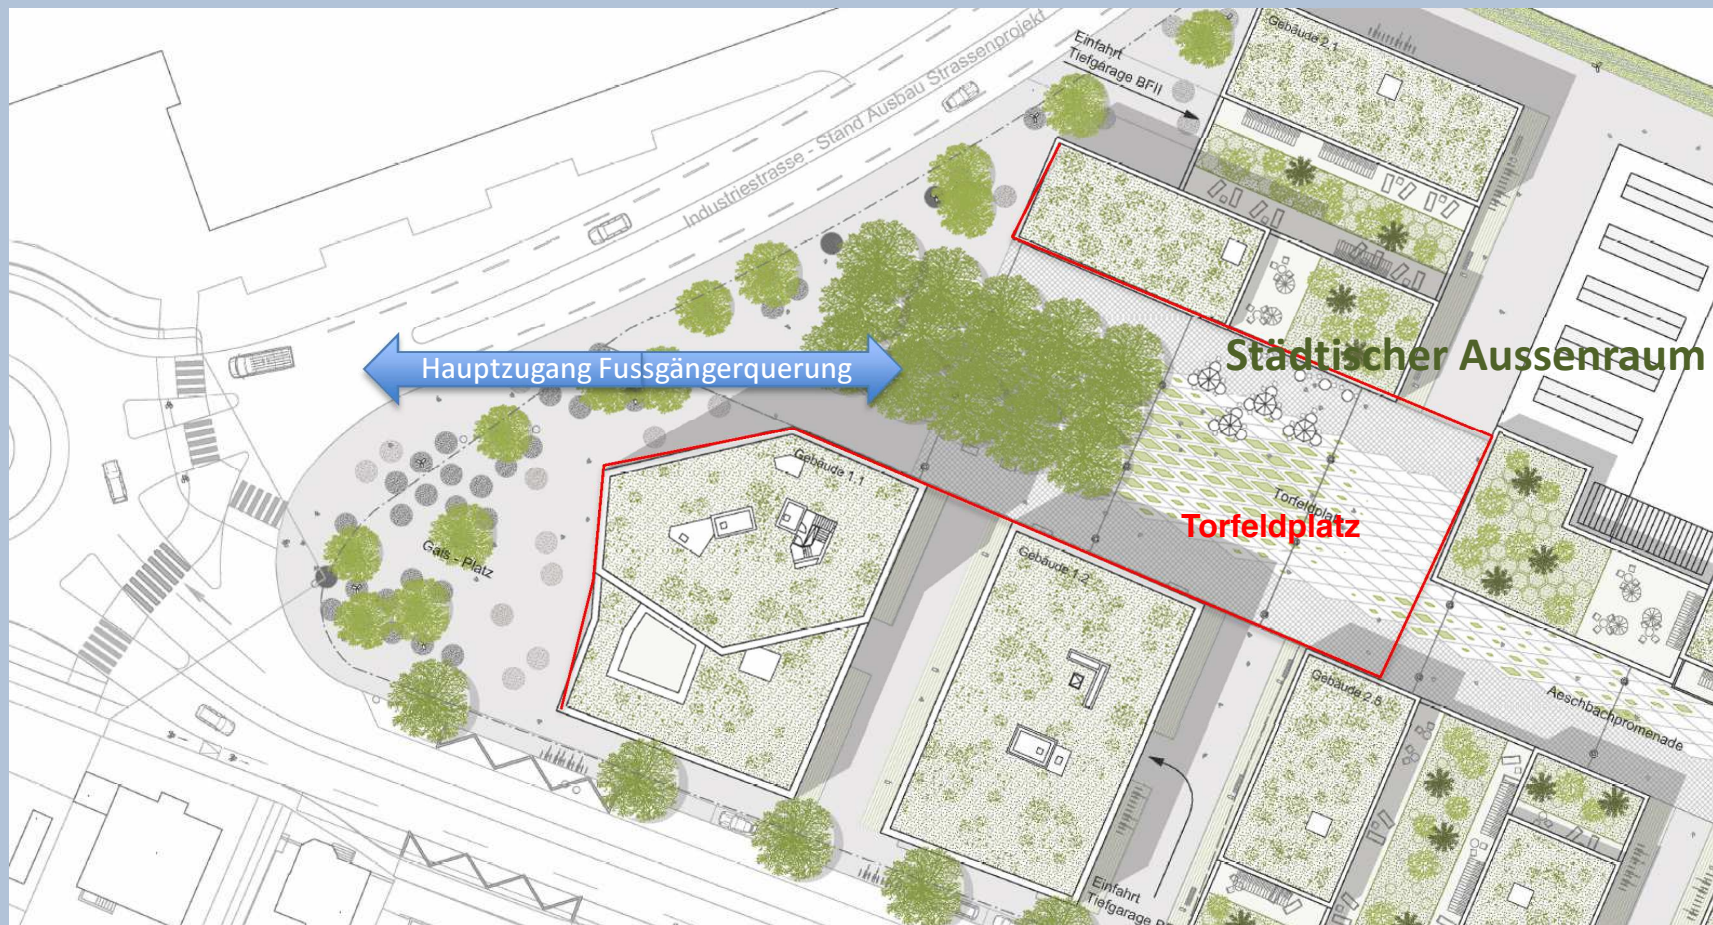 Gebäude 2.1
Einfahrt
Tiefgarage BFII
Industriestrasse - Stand Ausbau Strassenprojekt
Hauptzugang Fussgängerquerung
Städtischer Aussenraum
Gebäude 1.1
Torfeldplatz
Torfeldplatz
Gais - Platz
Gebäude 1.2
Gebäude 2.5
Aeschbachpromenade
Einfahrt
Tiefgarage